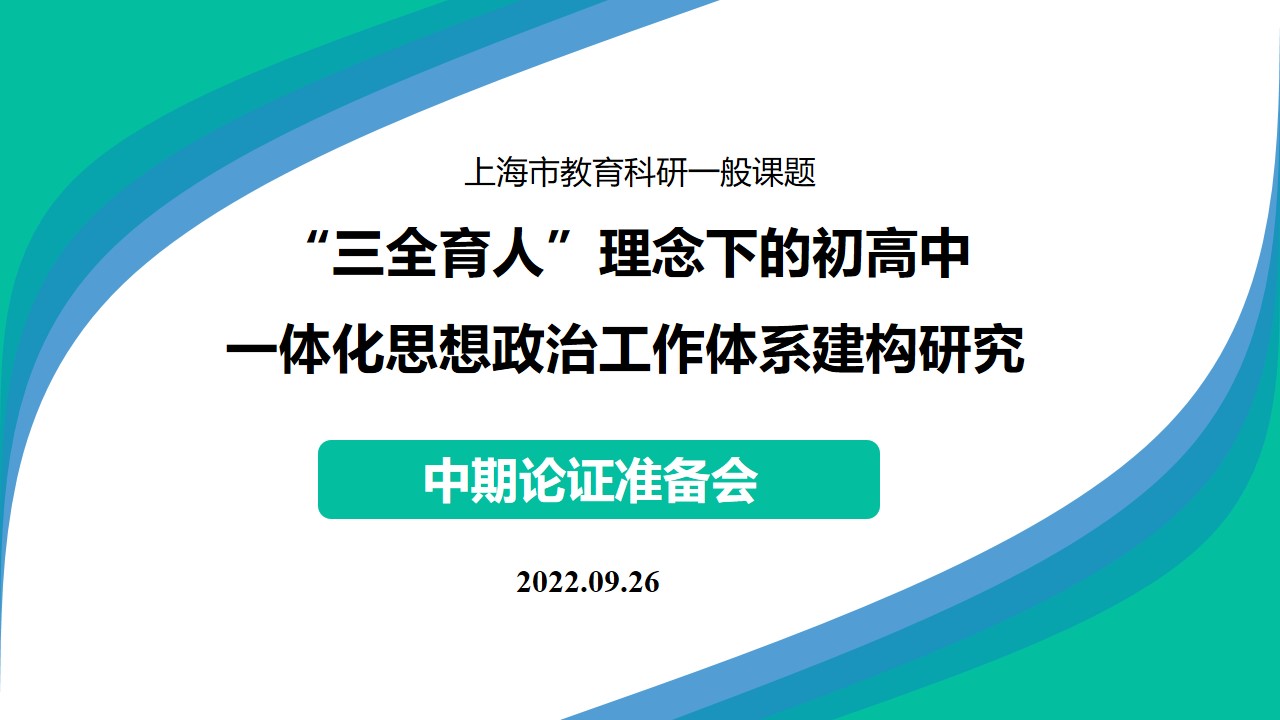 上海市教育科研一般课题
“三全育人”理念下的初高中
一体化思想政治工作体系建构研究
中期论证准备会
2022.09.26